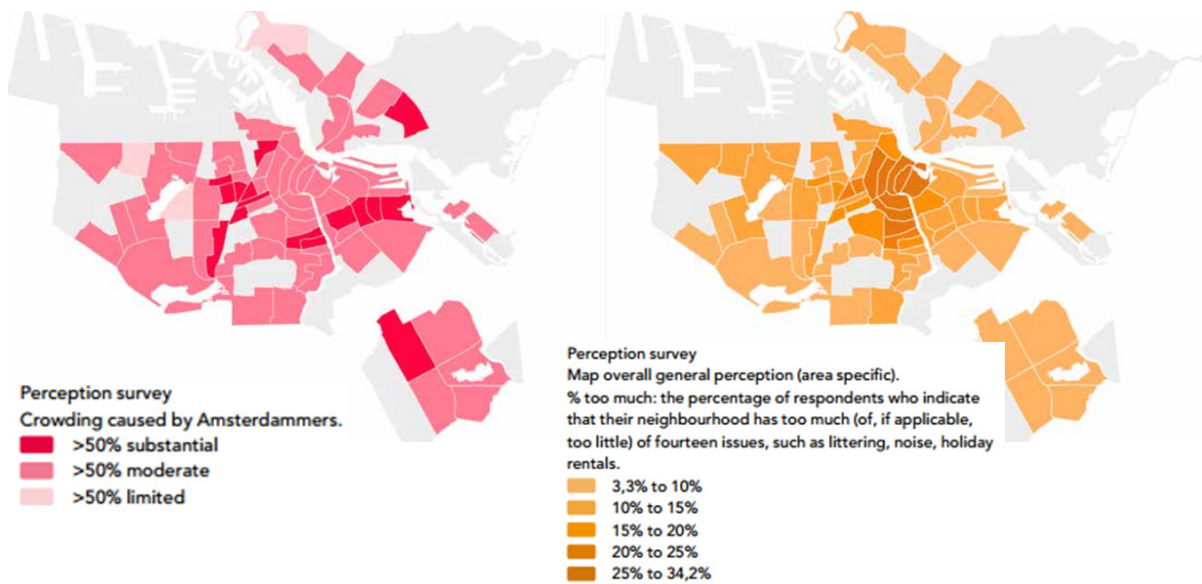 Perception survey
Crowding caused by Amsterdammers.
>50% substantial
>50% moderate
>50% limited
Perception survey
Map overall general perception (area specific).
% too much: the percentage of respondents who indicate
that their neighbourhood has too much (of, if applicable,
too little) of fourteen issues, such as littering, noise, holiday
rentals.
3,3% to 10%
10% to 15%
15% to 20%
20% to 25%
25% to 34,2%